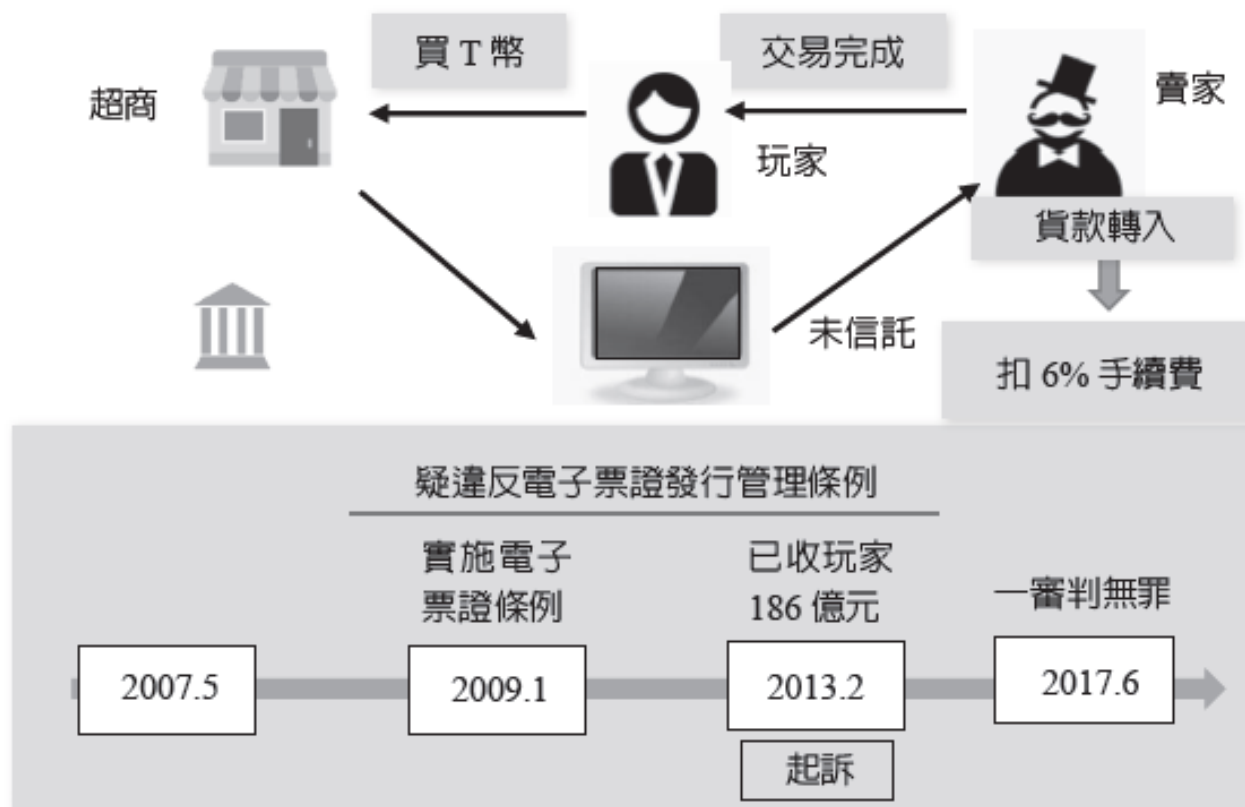 買 T 幣
交易完成
超商
賣家
玩家
貨款轉入
未信託
扣 6% 手續費
疑違反電子票證發行管理條例
實施電子
票證條例
已收玩家
186 億元
一審判無罪
2007.5
2009.1
2013.2
2017.6
起訴